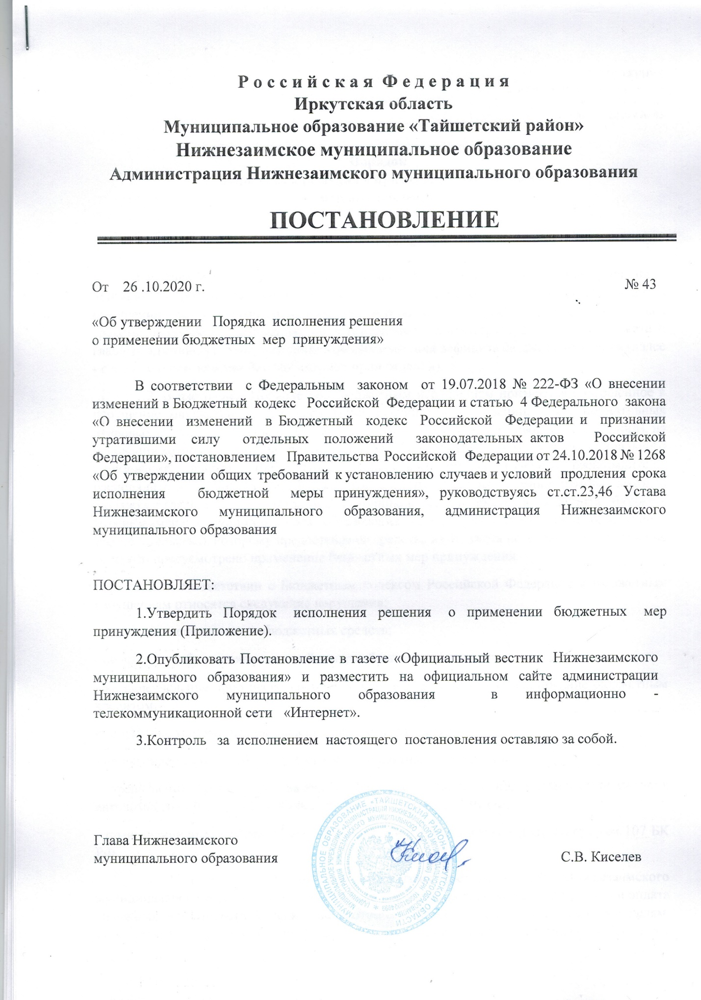 Российская Федерация
Иркутская область
Муниципальное образование «Тайшетский район»
Нижнезаимское муниципальное образование
Администрация Нижнезаимского муниципального образования
ПОСТАНОВЛЕНИЕ
От 26 .10.2020 г. № 43
«Об утверждении Порядка исполнения решения
о применении бюджетных мер принуждения»
В соответствии с Федеральным законом от 19.07.2018 № 222-ФЗ «О внесении
изменений в Бюджетный кодекс Российской Федерации и статью 4 Федерального закона
«О внесении изменений в Бюджетный кодекс Российской Федерации и признании
утратившими силу отдельных положений законодательных актов Российской
Федерации», постановлением Правительства Российской Федерации от 24.10.2018 № 1268
«Об утверждении общих требований к установлению случаев и условий продления срока
исполнения бюджетной меры принуждения», руководствуясь ст.ст.23,46 Устава
Нижнезаимского муниципального образования, администрация Нижнезаимского
муниципального образования
ПОСТАНОВЛЯЕТ:
1.Утвердить Порядок исполнения решения о применении бюджетных мер
принуждения (Приложение).
2.Опубликовать Постановление в газете «Официальный вестник Нижнезаимского
муниципального образования» и разместить на официальном сайте администрации
Нижнезаимского муниципального образования в информационно -
телекоммуникационной сети «Интернет».
3.Контроль за исполнением настоящего постановления оставляю за собой.
Глава Нижнезаимского
муниципального образования С.В. Киселев
МУНИЦИПАЛЬНОЕ ОБРАЗОВАНИЕ «ТАЙШЕТСКИЙ РАЙОН» ИРКУТСКОЙ ОБЛАСТИ
МУНИЦИПАЛЬНОЕ УЧРЕЖДЕНИЕ «АДМИНИСТРАЦИЯ НИЖНЕЗАИМСКОГО МУНИЦИПАЛЬНОГО ОБРАЗОВАНИЯ»
(АДМИНИСТРАЦИЯ НИЖНЕЗАИМСКОГО МУНИЦИПАЛЬНОГО ОБРАЗОВАНИЯ) ОГРН